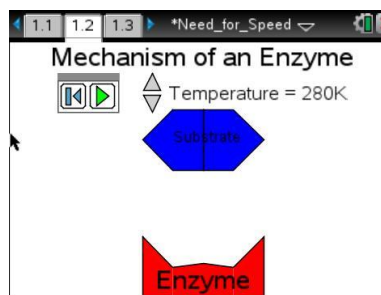 1.1 1.2 1.3 *Need_for_Speed
Mechanism of an Enzyme
Temperature = 280K
Substrate
Enzyme